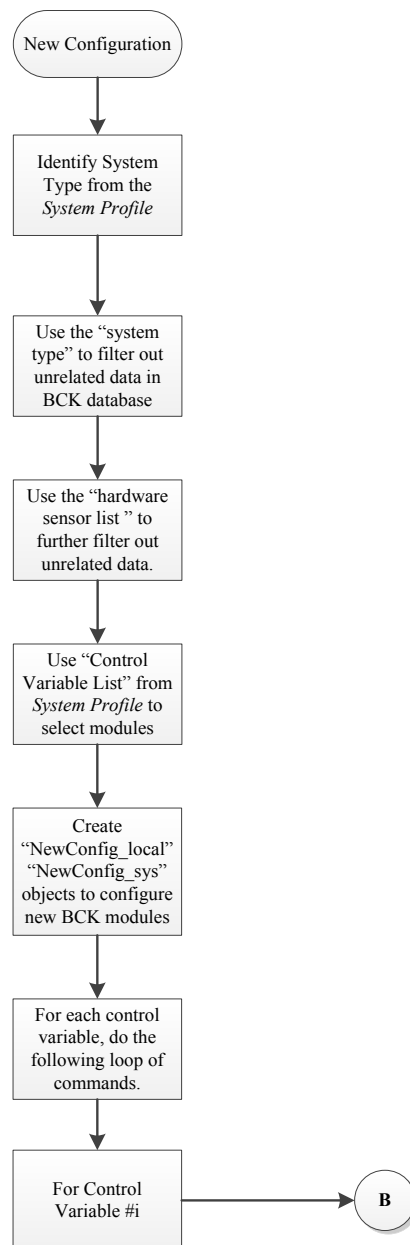 New Configuration
Identify System
Type from the
System Profile
Use the “system
type” to filter out
unrelated data in
BCK database
Use the “hardware
sensor list ” to
further filter out
unrelated data.
Use “Control
Variable List” from
System Profile to
select modules
Create
“NewConfig_local”
“NewConfig_sys”
objects to configure
new BCK modules
For each control
variable, do the
following loop of
commands.
For Control
Variable #i
B